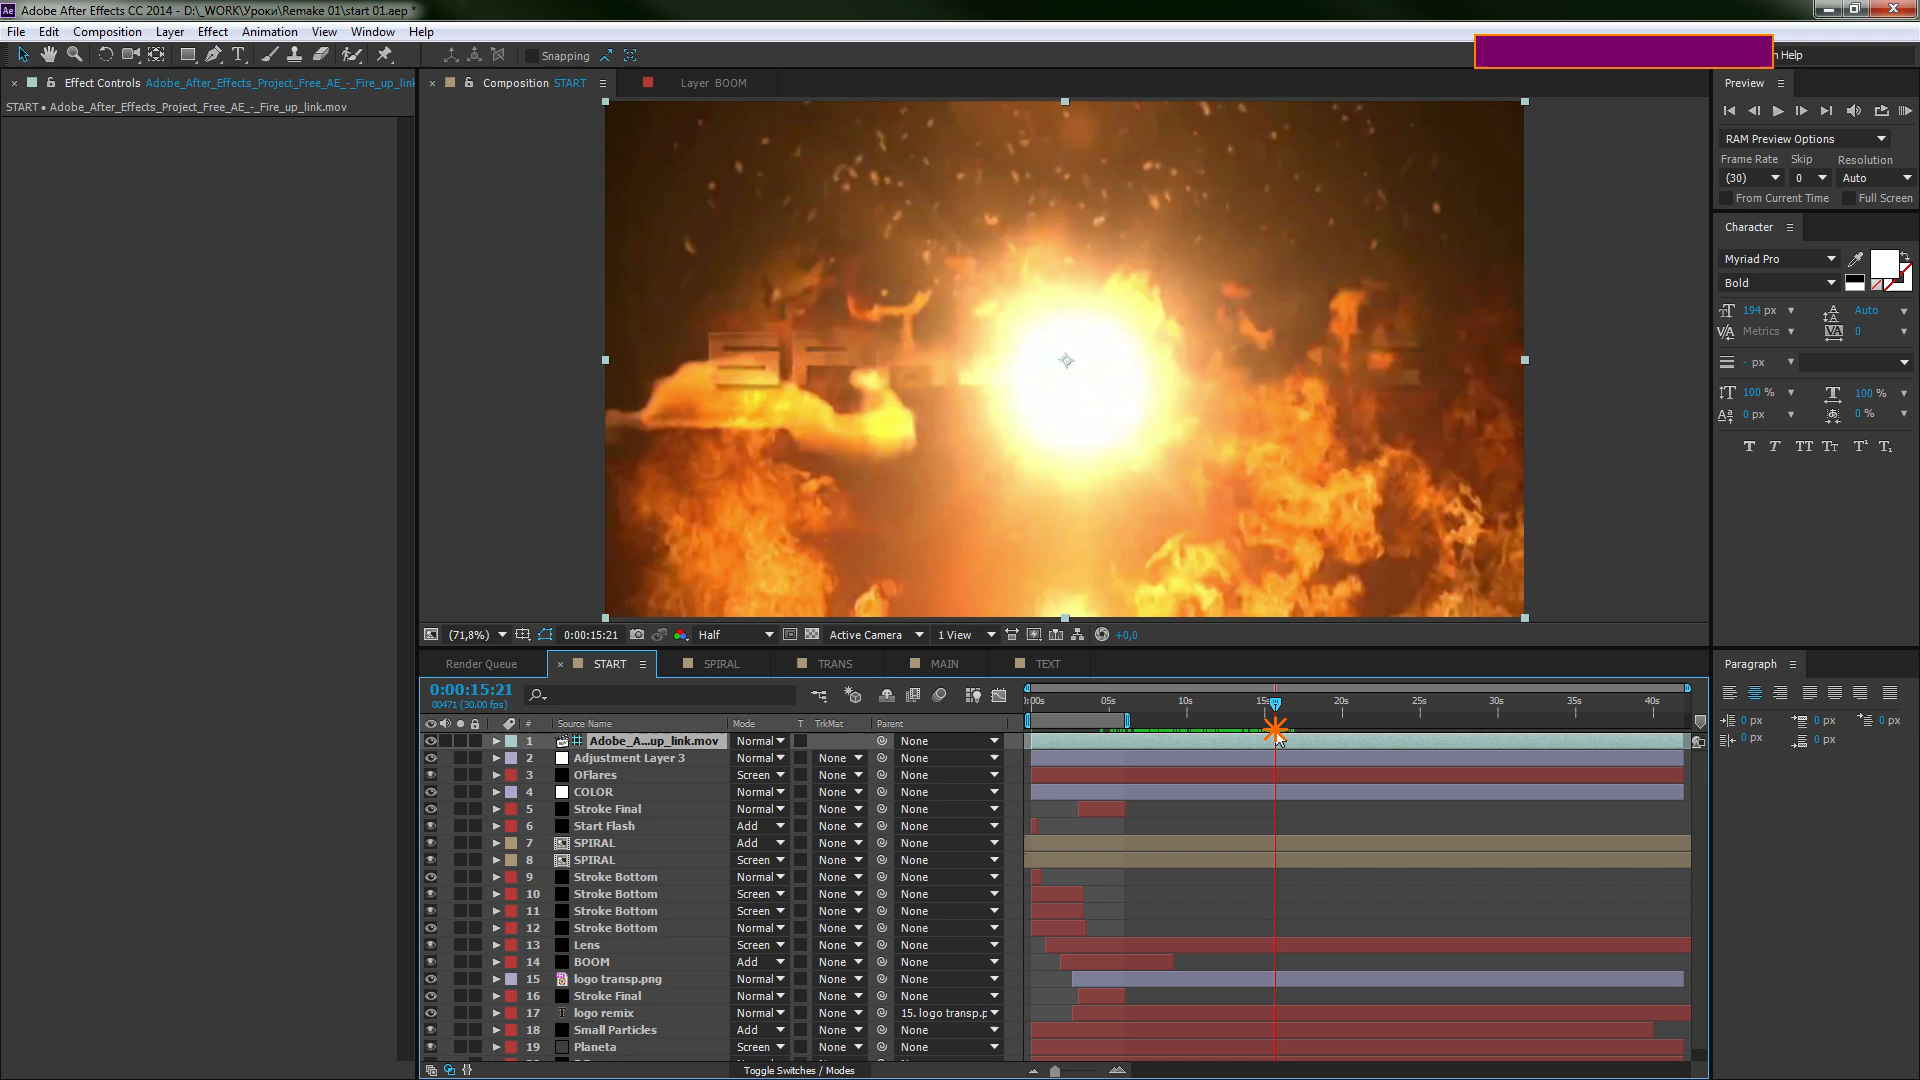 Adobe After Effects CC 2014 - D:\_WORK\Уроки\Remake 01\start 01.aep *
File Edit Composition Layer Effect Animation View Window Help
Snapping
Help
Effect Controls Adobe_After_Effects_Project_Free_AE_-_Fire_up_link
START • Adobe_After_Effects_Project_Free_AE_-_Fire_up_link.mov
Composition START
Layer BOOM
(71,8%) 0:00:15:21 Half Active Camera 1 View +0,0
Preview
RAM Preview Options
Frame Rate Skip Resolution
(30) 0 Auto
From Current Time Full Screen
Character
Myriad Pro
Bold
194 px Auto
Metrics 0
- px
100 % 100 %
0 px 0 %
T T TT Tт T¹ T₁
Paragraph
0 px 0 px 0 px
0 px 0 px
Render Queue START SPIRAL TRANS MAIN TEXT
0:00:15:21
00471 (30.00 fps)
):00s 05s 10s 15s 20s 25s 30s 35s 40s
# Source Name Mode T TrkMat Parent
1 Adobe_A...up_link.mov Normal None
2 Adjustment Layer 3 Normal None None
3 OFlares Screen None None
4 COLOR Normal None None
5 Stroke Final Normal None None
6 Start Flash Add None None
7 SPIRAL Add None None
8 SPIRAL Screen None None
9 Stroke Bottom Normal None None
10 Stroke Bottom Screen None None
11 Stroke Bottom Screen None None
12 Stroke Bottom Normal None None
13 Lens Screen None None
14 BOOM Add None None
15 logo transp.png Normal None None
16 Stroke Final Normal None None
17 logo remix Normal None 15. logo transp.p
18 Small Particles Add None None
19 Planeta Screen None None
Toggle Switches / Modes